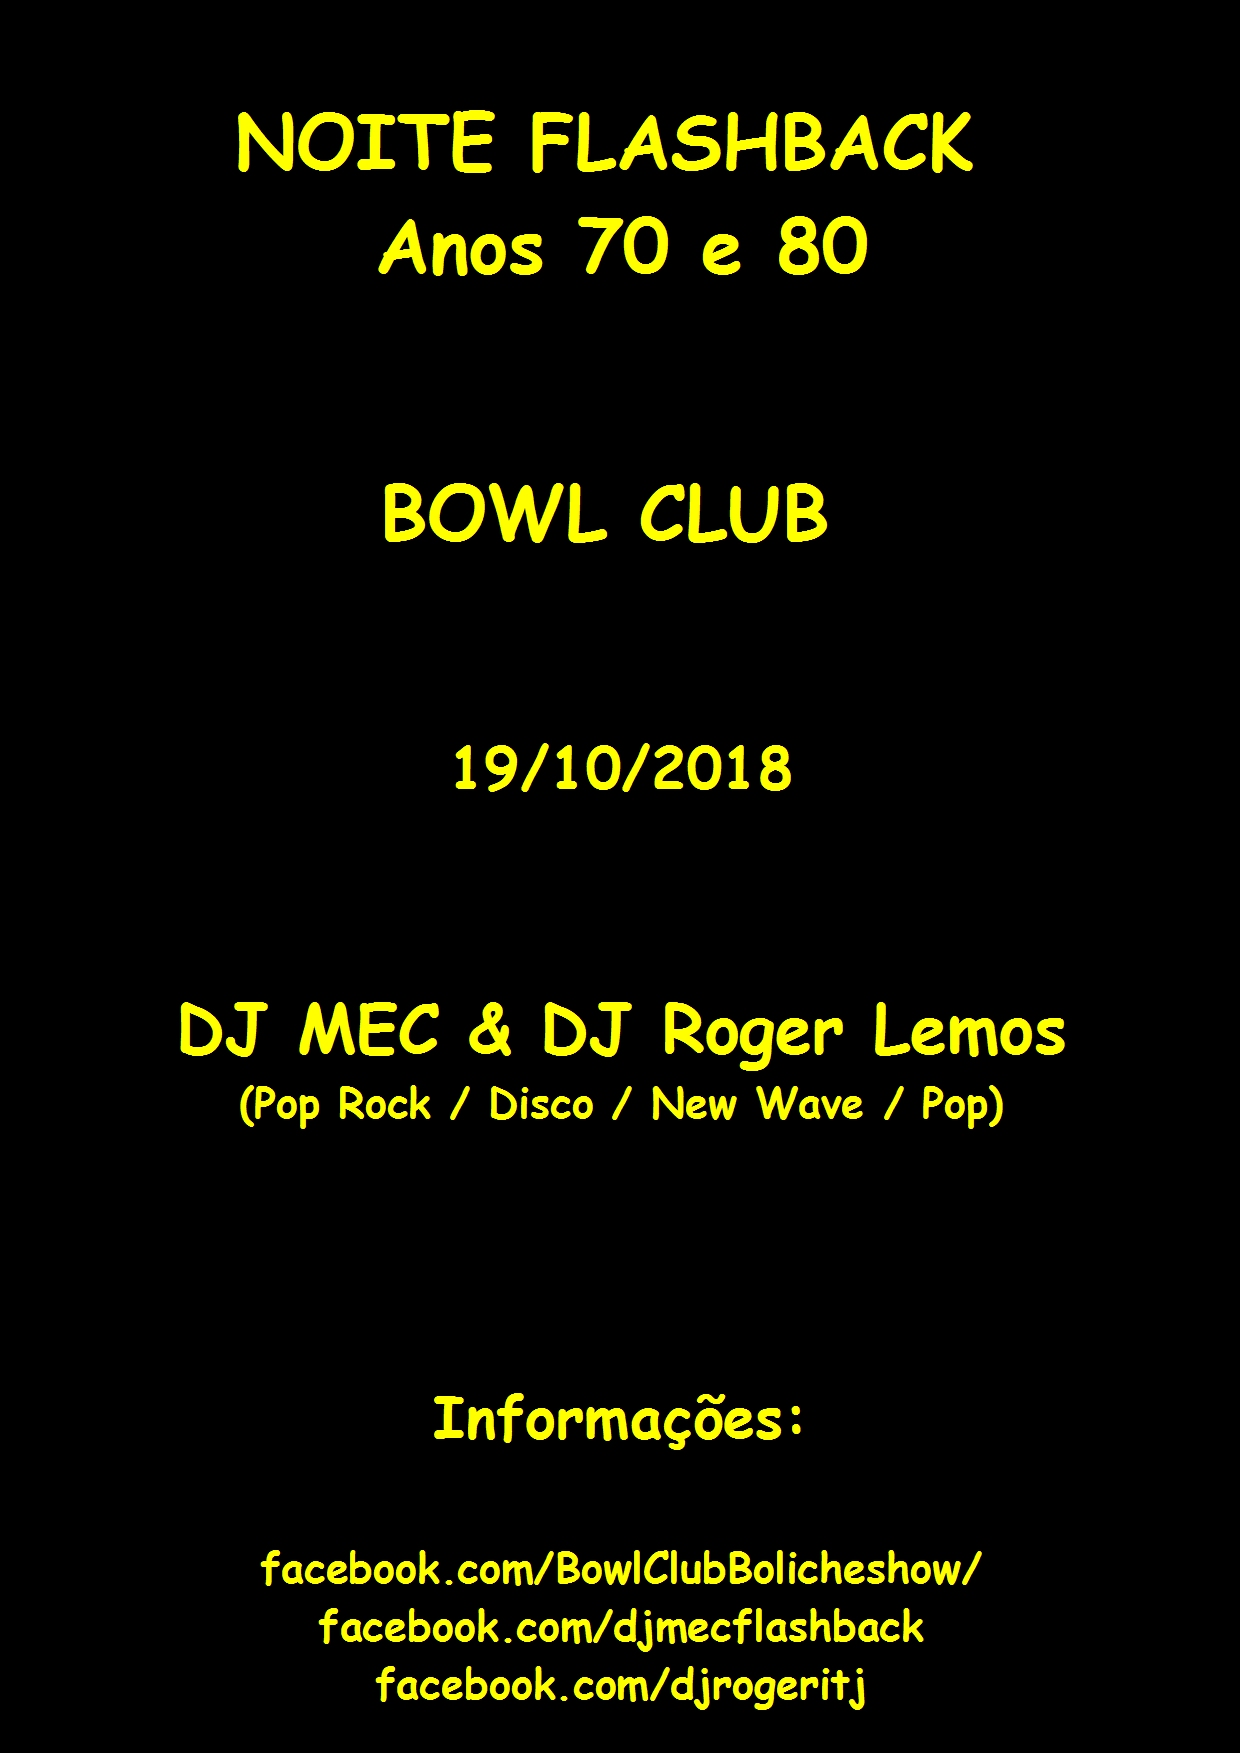 NOITE FLASHBACK
Anos 70 e 80
BOWL CLUB
19/10/2018
DJ MEC & DJ Roger Lemos
(Pop Rock / Disco / New Wave / Pop)
Informações:
facebook.com/BowlClubBolicheshow/
facebook.com/djmecflashback
facebook.com/djrogeritj